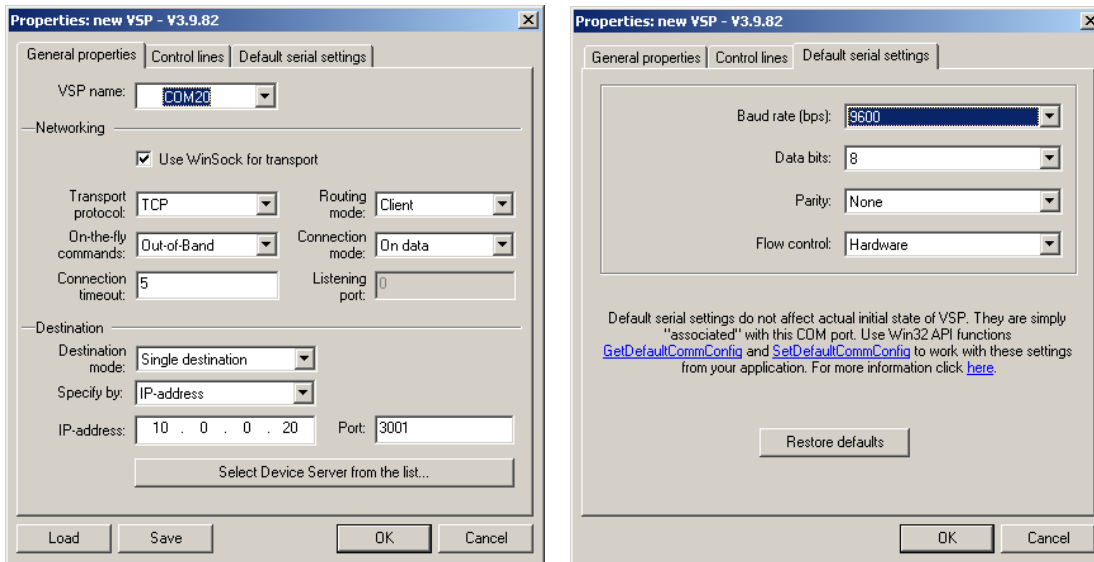 Properties: new VSP - V3.9.82
General properties
Control lines
Default serial settings
VSP name:
COM20
Networking
Use WinSock for transport
Transport
protocol:
TCP
Routing
mode:
Client
On-the-fly
commands:
Out-of-Band
Connection
mode:
On data
Connection
timeout:
5
Listening
port:
0
Destination
Destination
mode:
Single destination
Specify by:
IP-address
IP-address:
10 . 0 . 0 . 20
Port:
3001
Select Device Server from the list...
Load
Save
OK
Cancel
Properties: new VSP - V3.9.82
General properties
Control lines
Default serial settings
Baud rate (bps):
9600
Data bits:
8
Parity:
None
Flow control:
Hardware
Default serial settings do not affect actual initial state of VSP. They are simply
"associated" with this COM port. Use Win32 API functions
GetDefaultCommConfig and SetDefaultCommConfig to work with these settings
from your application. For more information click here.
Restore defaults
OK
Cancel